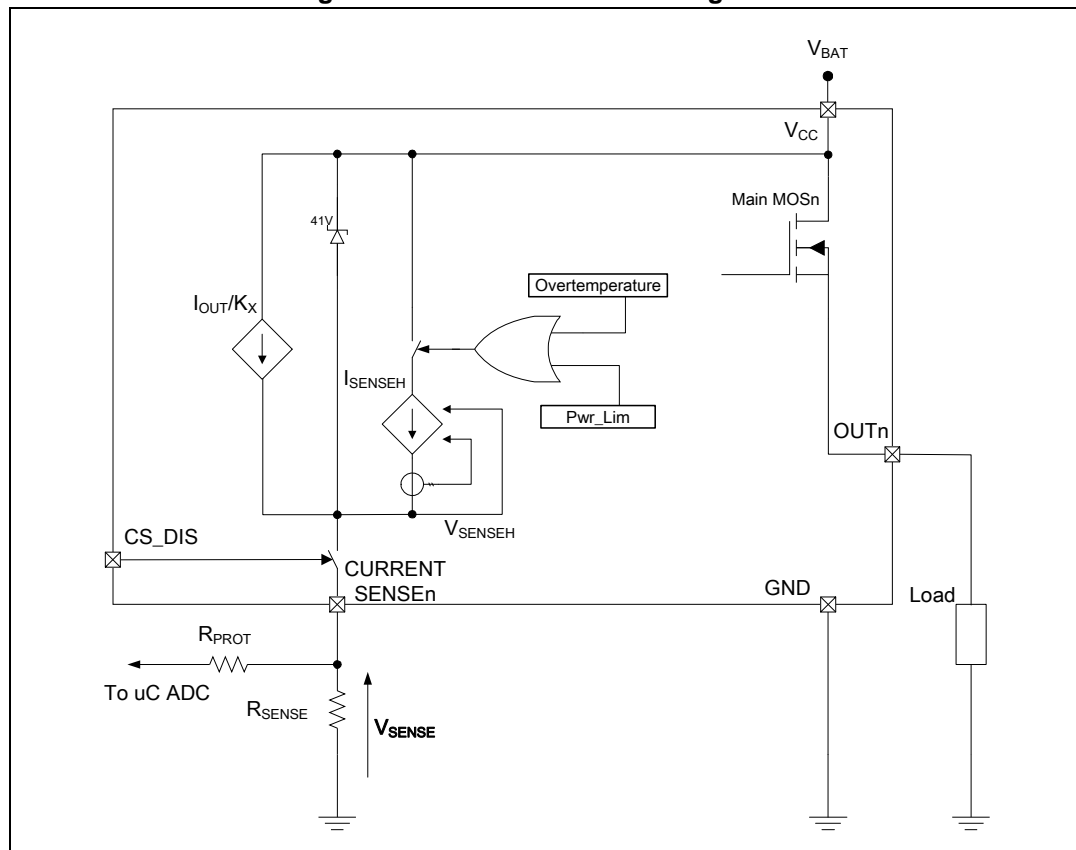 V_BAT
V_CC
Main MOSn
41V
Overtemperature
I_OUT/K_X
I_SENSEH
Pwr_Lim
OUTn
V_SENSEH
CS_DIS
CURRENT
SENSEn
GND
Load
R_PROT
To uC ADC
R_SENSE
V_SENSE